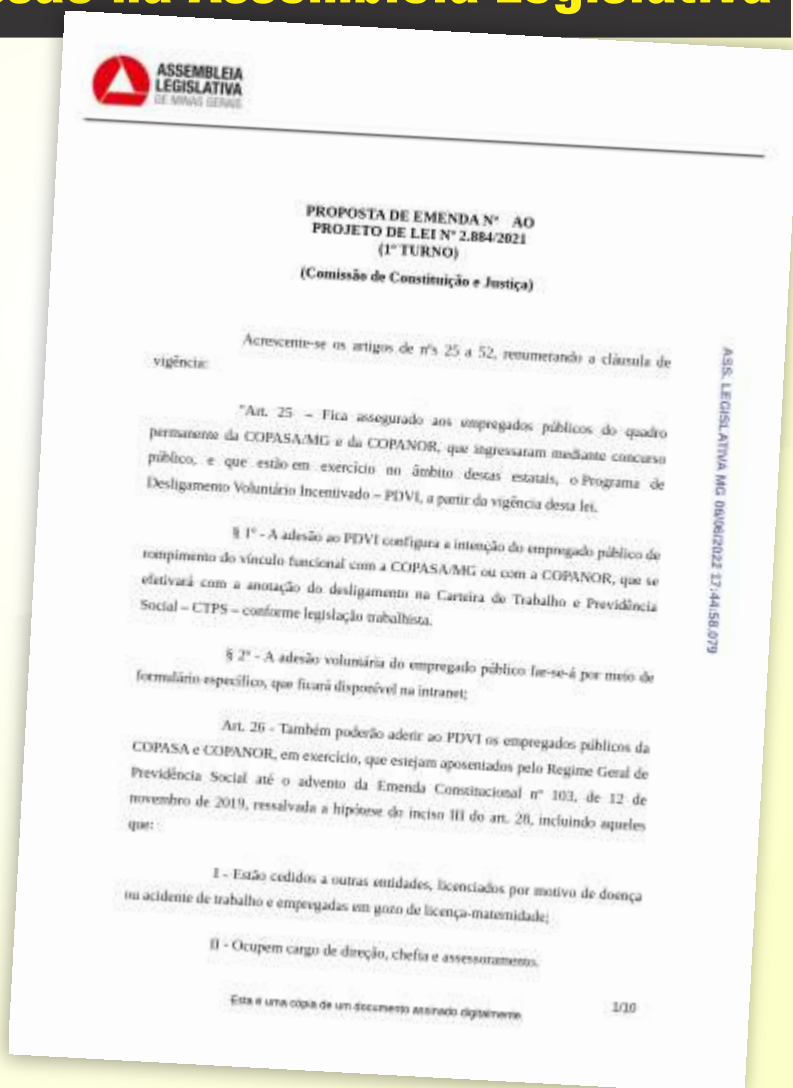 na Assembleia Legislativa
ASSEMBLEIA
LEGISLATIVA
DE MINAS GERAIS
PROPOSTA DE EMENDA Nº AO
PROJETO DE LEI Nº 2.884/2021
(1º TURNO)
(Comissão de Constituição e Justiça)
Acrescente-se os artigos de nºs 25 a 52, renumerando a cláusula de
vigência:
"Art. 25 – Fica assegurado aos empregados públicos do quadro
permanente da COPASA/MG e da COPANOR, que ingressaram mediante concurso
público, e que estão em exercício no âmbito destas estatais, o Programa de
Desligamento Voluntário Incentivado – PDVI, a partir da vigência desta lei.
§ 1º - A adesão ao PDVI configura a intenção do empregado público de
rompimento do vínculo funcional com a COPASA/MG ou com a COPANOR, que se
efetivará com a anotação do desligamento na Carteira de Trabalho e Previdência
Social – CTPS – conforme legislação trabalhista.
§ 2º - A adesão voluntária do empregado público far-se-á por meio de
formulário específico, que ficará disponível na intranet;
Art. 26 - Também poderão aderir ao PDVI os empregados públicos da
COPASA e COPANOR, em exercício, que estejam aposentados pelo Regime Geral de
Previdência Social até o advento da Emenda Constitucional nº 103, de 12 de
novembro de 2019, ressalvada a hipótese do inciso III do art. 28, incluindo aqueles
que:
I - Estão cedidos a outras entidades, licenciados por motivo de doença
ou acidente de trabalho e empregadas em gozo de licença-maternidade;
II - Ocupem cargo de direção, chefia e assessoramento.
Esta é uma cópia de um documento assinado digitalmente
1/10
ASS. LEGISLATIVA MG 06/06/2022 17:44:58.079